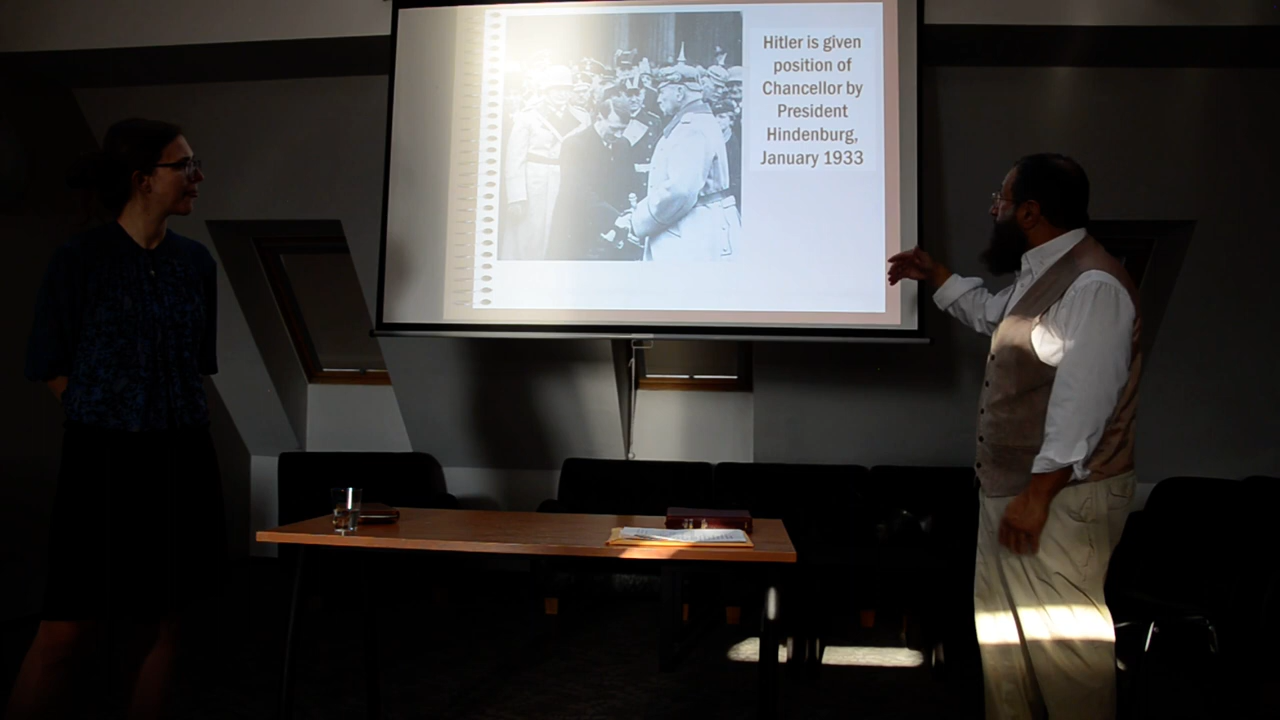 Hitler is given
position of
Chancellor by
President
Hindenburg,
January 1933